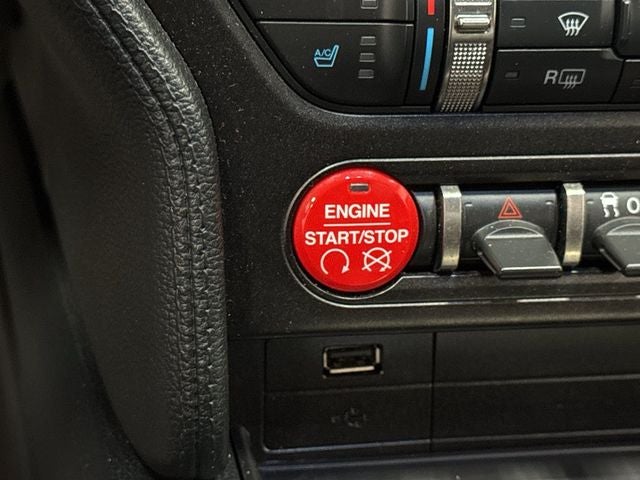 A/C
R
ENGINE
START/STOP
O